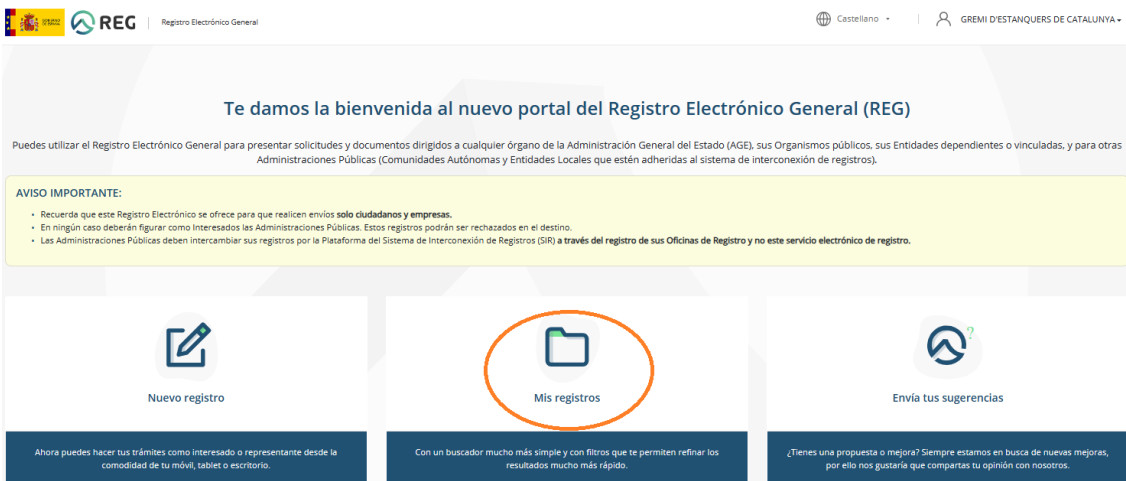 REG
Registro Electrónico General
Castellano
GREMI D'ESTANQUERS DE CATALUNYA
Te damos la bienvenida al nuevo portal del Registro Electrónico General (REG)
Puedes utilizar el Registro Electrónico General para presentar solicitudes y documentos dirigidos a cualquier órgano de la Administración General del Estado (AGE), sus Organismos públicos, sus Entidades dependientes o vinculadas, y para otras
Administraciones Públicas (Comunidades Autónomas y Entidades Locales que estén adheridas al sistema de interconexión de registros).
AVISO IMPORTANTE:
• Recuerda que este Registro Electrónico se ofrece para que realicen envíos solo ciudadanos y empresas.
• En ningún caso deberán figurar como Interesados las Administraciones Públicas. Estos registros podrán ser rechazados en el destino.
• Las Administraciones Públicas deben intercambiar sus registros por la Plataforma del Sistema de Interconexión de Registros (SIR) a través del registro de sus Oficinas de Registro y no este servicio electrónico de registro.
Nuevo registro
Ahora puedes hacer tus trámites como interesado o representante desde la
comodidad de tu móvil, tablet o escritorio.
Mis registros
Con un buscador mucho más simple y con filtros que te permiten refinar los
resultados mucho más rápido.
?
Envía tus sugerencias
¿Tienes una propuesta o mejora? Siempre estamos en busca de nuevas mejoras,
por ello nos gustaría que compartas tu opinión con nosotros.